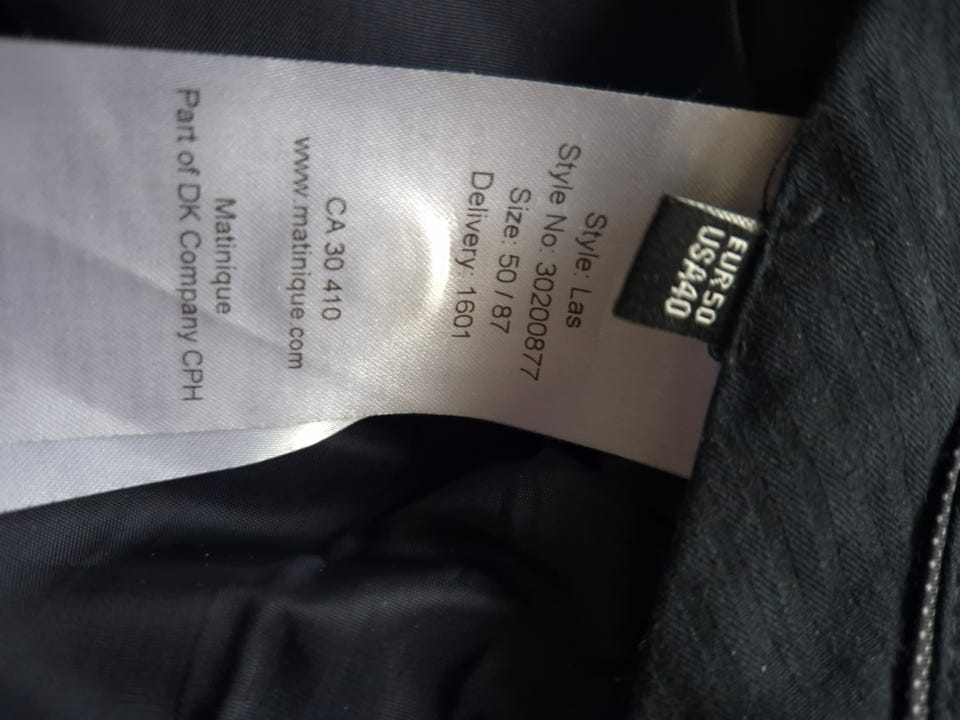 EUR 50
USA 40
Style: Las
Style No: 30200877
Size: 50 / 87
Delivery: 1601
CA 30 410
www.matinique.com
Matinique
Part of DK Company CPH